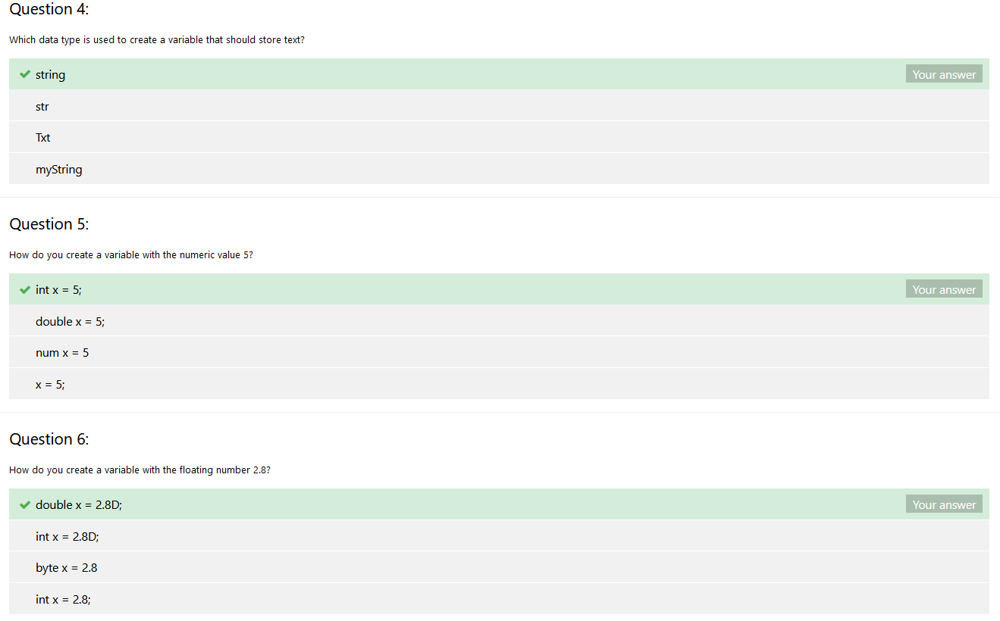 Question 4:
Which data type is used to create a variable that should store text?
string Your answer
str
Txt
myString
Question 5:
How do you create a variable with the numeric value 5?
int x = 5; Your answer
double x = 5;
num x = 5
x = 5;
Question 6:
How do you create a variable with the floating number 2.8?
double x = 2.8D; Your answer
int x = 2.8D;
byte x = 2.8
int x = 2.8;